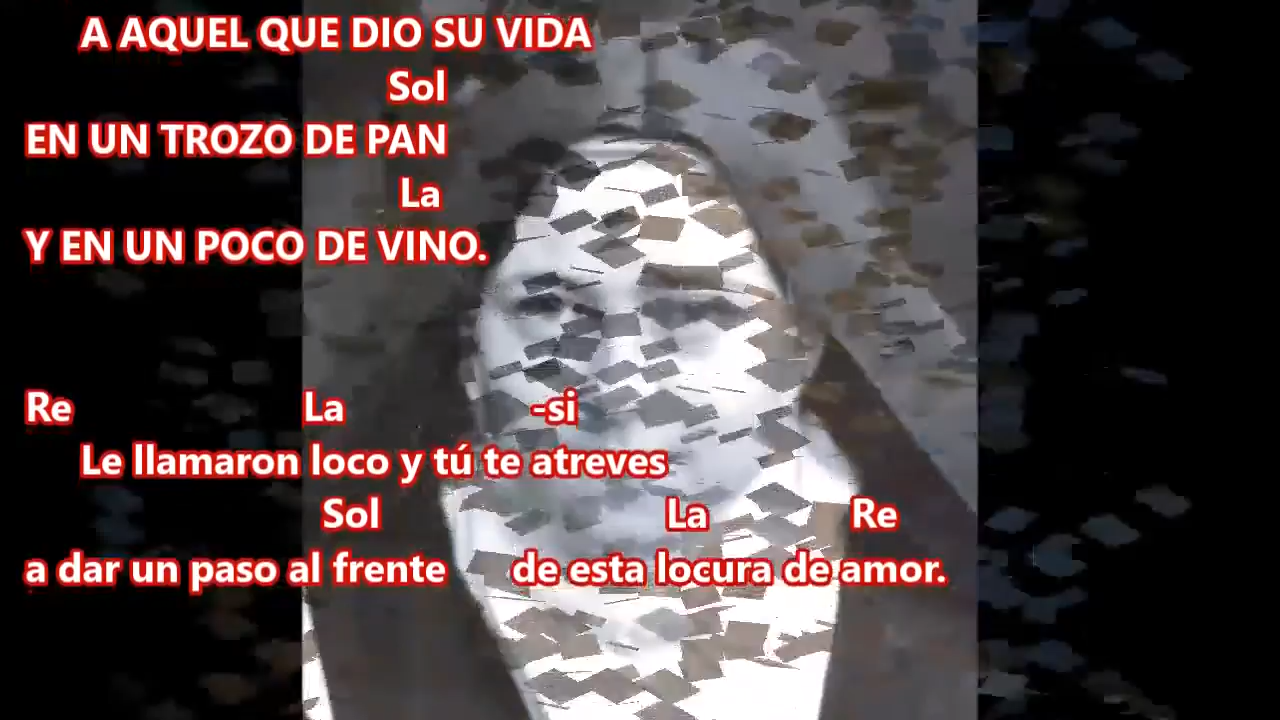 A AQUEL QUE DIO SU VIDA
Sol
EN UN TROZO DE PAN
La
Y EN UN POCO DE VINO.
Re La -si
Le llamaron loco y tú te atreves
Sol La Re
a dar un paso al frente de esta locura de amor.